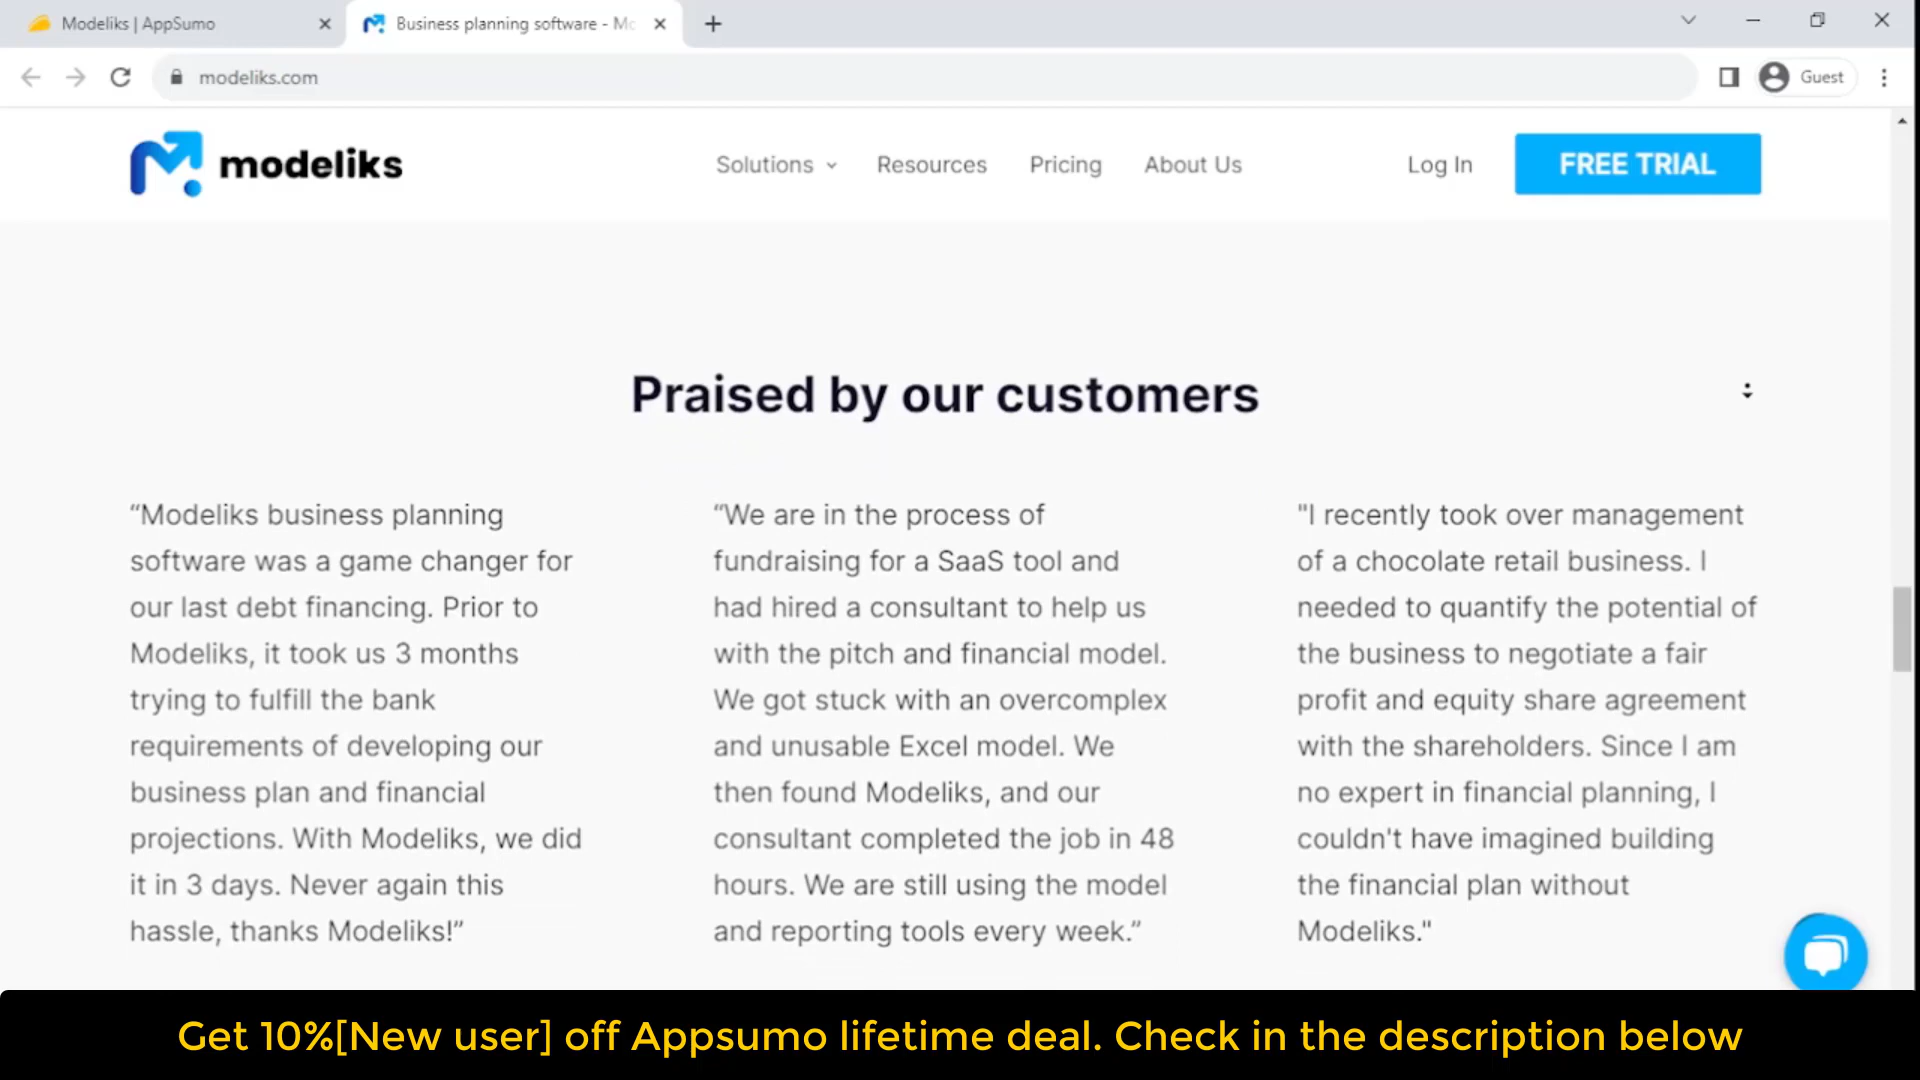 Modeliks | AppSumo
Business planning software - Mo
modeliks.com
Guest
modeliks
Solutions
Resources
Pricing
About Us
Log In
FREE TRIAL
Praised by our customers
“Modeliks business planning
software was a game changer for
our last debt financing. Prior to
Modeliks, it took us 3 months
trying to fulfill the bank
requirements of developing our
business plan and financial
projections. With Modeliks, we did
it in 3 days. Never again this
hassle, thanks Modeliks!”
“We are in the process of
fundraising for a SaaS tool and
had hired a consultant to help us
with the pitch and financial model.
We got stuck with an overcomplex
and unusable Excel model. We
then found Modeliks, and our
consultant completed the job in 48
hours. We are still using the model
and reporting tools every week.”
"I recently took over management
of a chocolate retail business. I
needed to quantify the potential of
the business to negotiate a fair
profit and equity share agreement
with the shareholders. Since I am
no expert in financial planning, I
couldn't have imagined building
the financial plan without
Modeliks."
Get 10%[New user] off Appsumo lifetime deal. Check in the description below